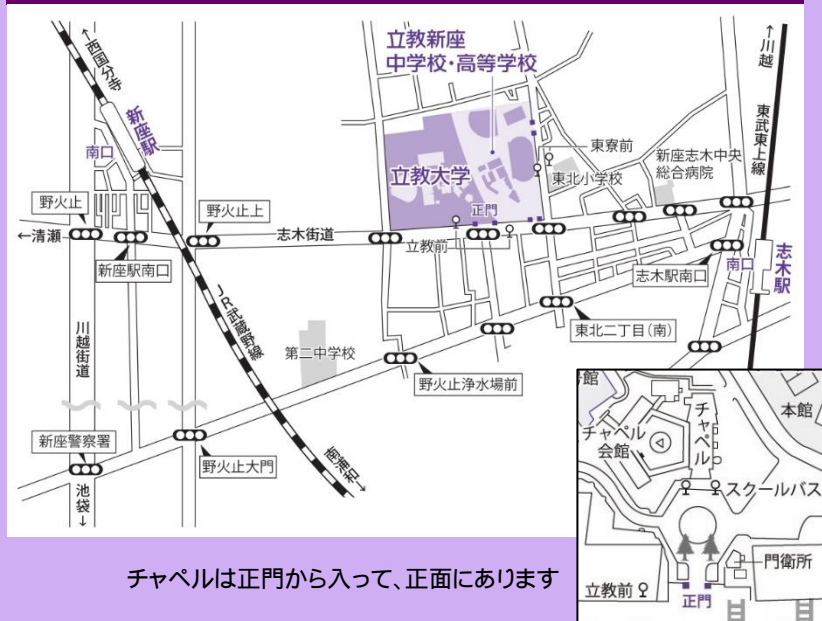 ←西国分寺
新座駅
南口
立教新座
中学校・高等学校
↑川越
東武東上線
東寮前
東北小学校
新座志木中央
総合病院
立教大学
正門
野火止
野火止上
←清瀬
志木街道
立教前
新座駅南口
志木駅南口
南口
志木駅
川越街道
JR武蔵野線
第二中学校
東北二丁目(南)
野火止浄水場前
新座警察署
野火止大門
池袋↓
南浦和→
館
チャペル
会館
チャペル
本館
スクールバス
門衛所
立教前
正門
チャペルは正門から入って、正面にあります